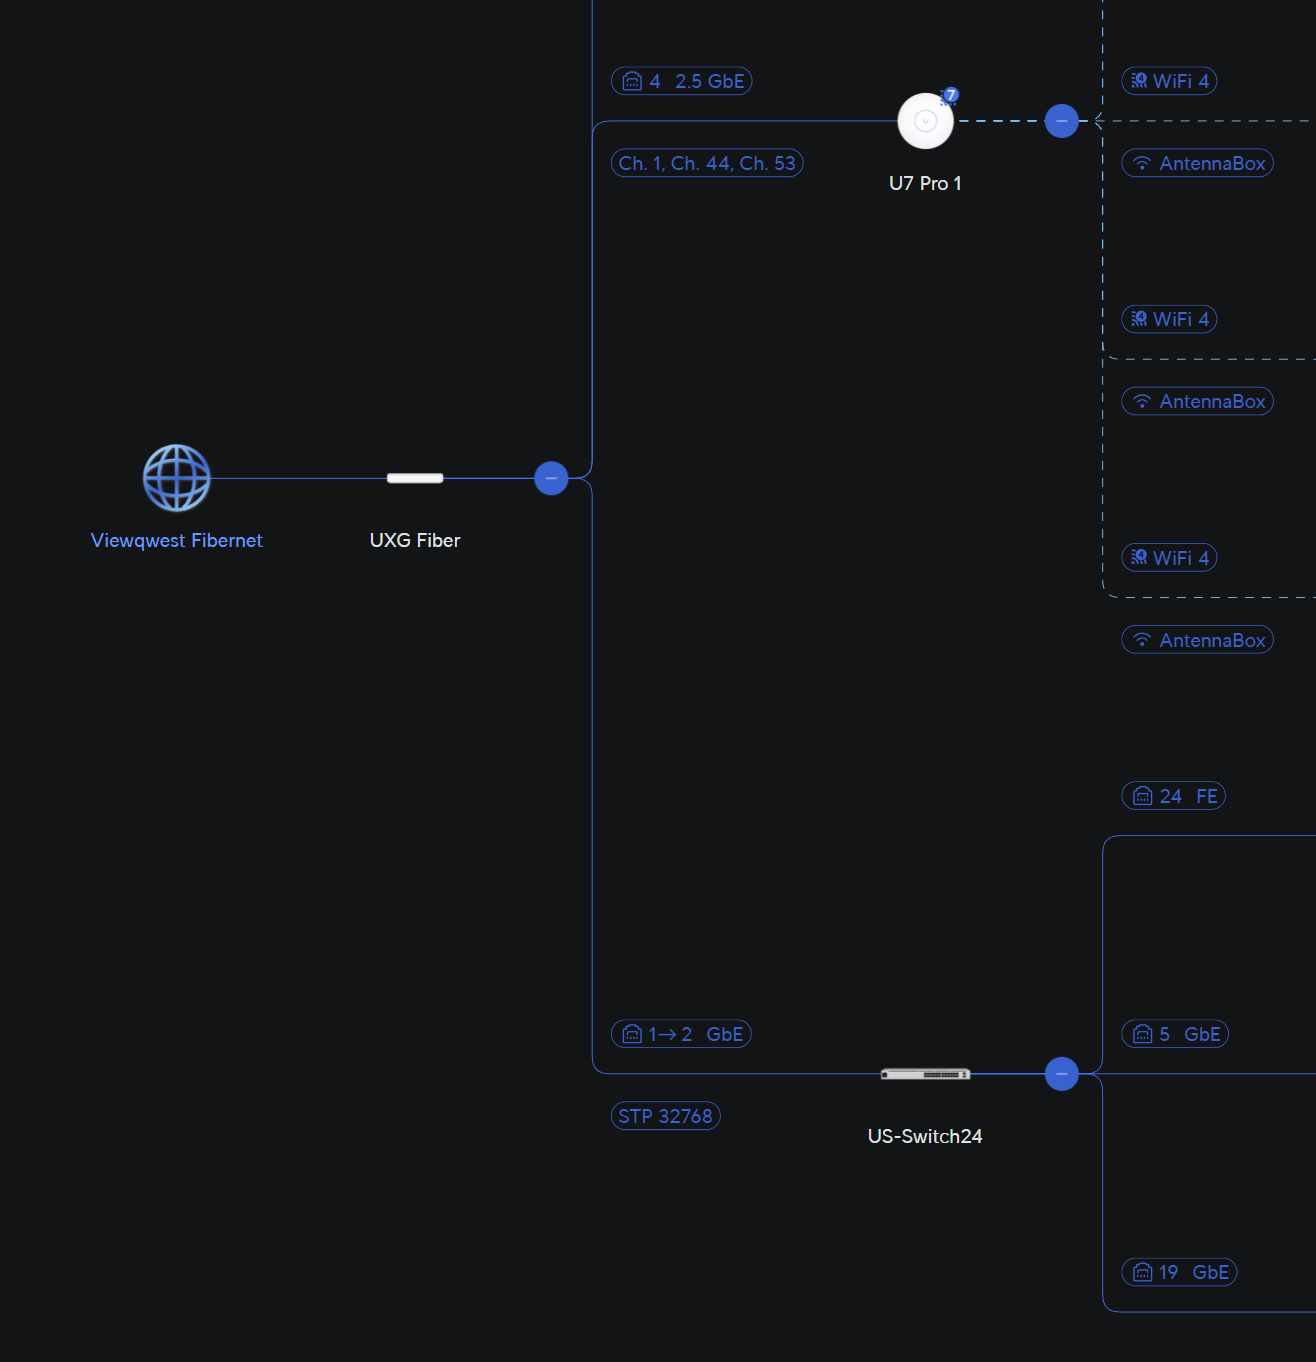 4 2.5 GbE
WiFi 4
7
Ch. 1, Ch. 44, Ch. 53
AntennaBox
U7 Pro 1
WiFi 4
AntennaBox
Viewqwest Fibernet
UXG Fiber
WiFi 4
AntennaBox
24 FE
1→2 GbE
5 GbE
STP 32768
US-Switch24
19 GbE